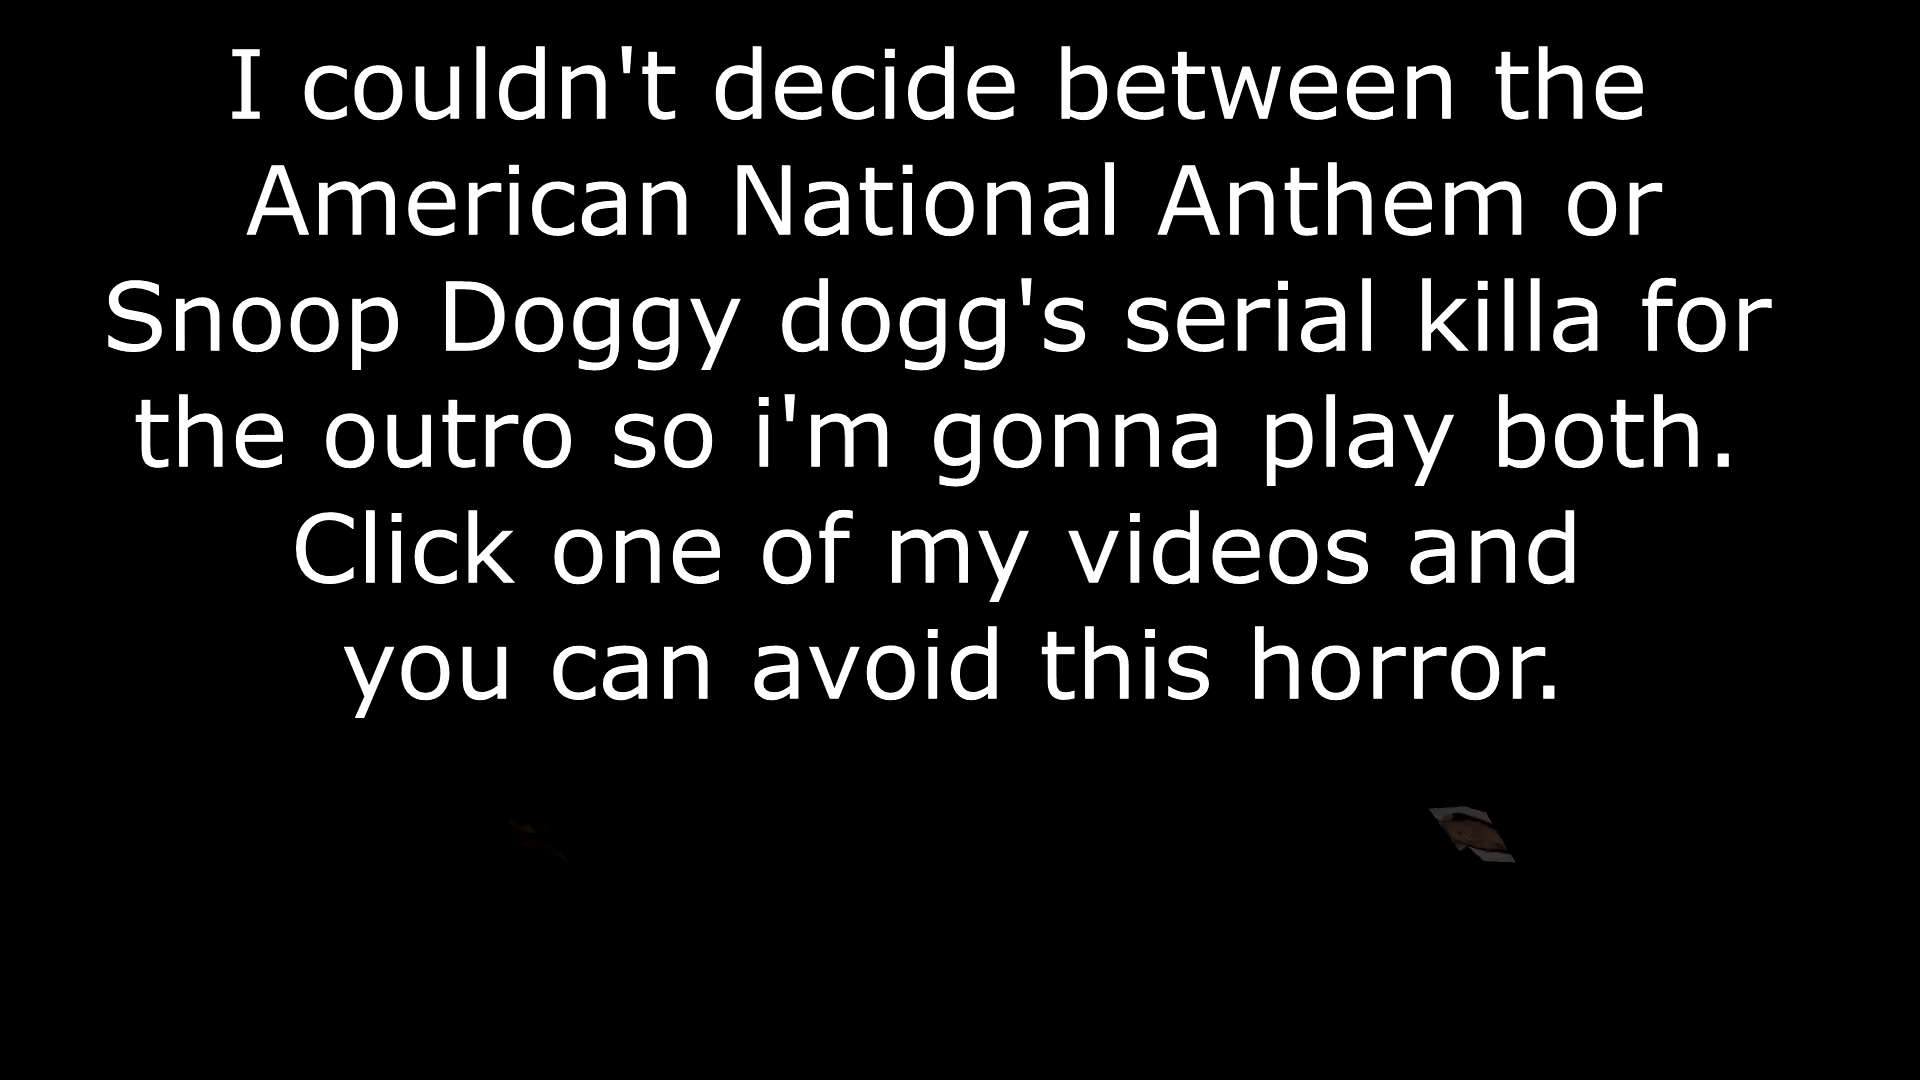 I couldn't decide between the
American National Anthem or
Snoop Doggy dogg's serial killa for
the outro so i'm gonna play both.
Click one of my videos and
you can avoid this horror.